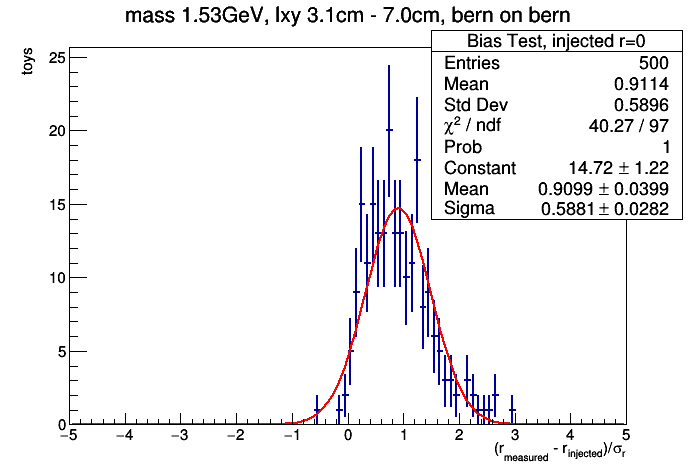 mass 1.53GeV, lxy 3.1cm - 7.0cm, bern on bern
toys
Bias Test, injected r=0
Entries 500
Mean 0.9114
Std Dev 0.5896
χ² / ndf 40.27 / 97
Prob 1
Constant 14.72 ± 1.22
Mean 0.9099 ± 0.0399
Sigma 0.5881 ± 0.0282
25
20
15
10
5
0
−5 −4 −3 −2 −1 0 1 2 3 4 5
(r_measured - r_injected)/σ_r